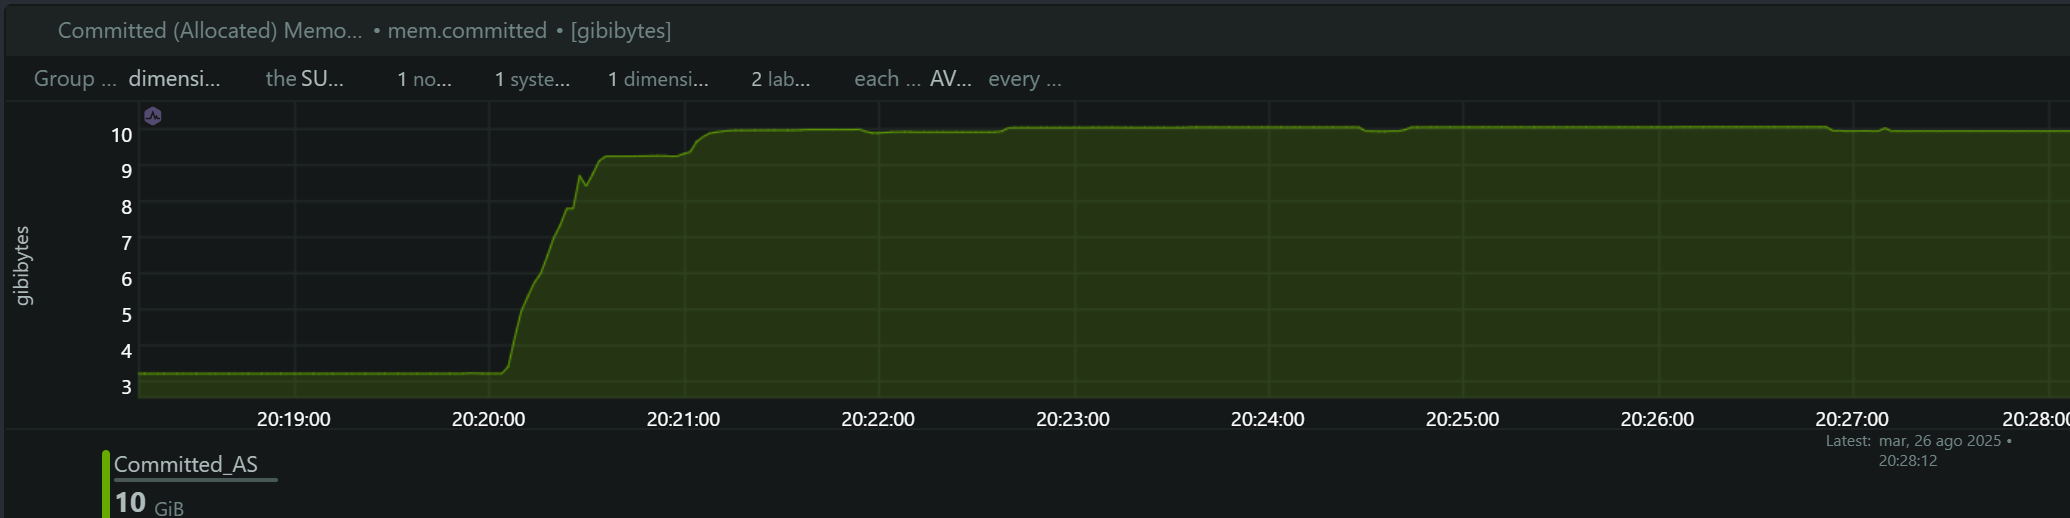 Committed (Allocated) Memo... • mem.committed • [gibibytes]
Group ... dimensi... the SU... 1 no... 1 syste... 1 dimensi... 2 lab... each ... AV... every ...
gibibytes
10
9
8
7
6
5
4
3
20:19:00 20:20:00 20:21:00 20:22:00 20:23:00 20:24:00 20:25:00 20:26:00 20:27:00 20:28:00
Latest: mar, 26 ago 2025 •
20:28:12
Committed_AS
10 GiB